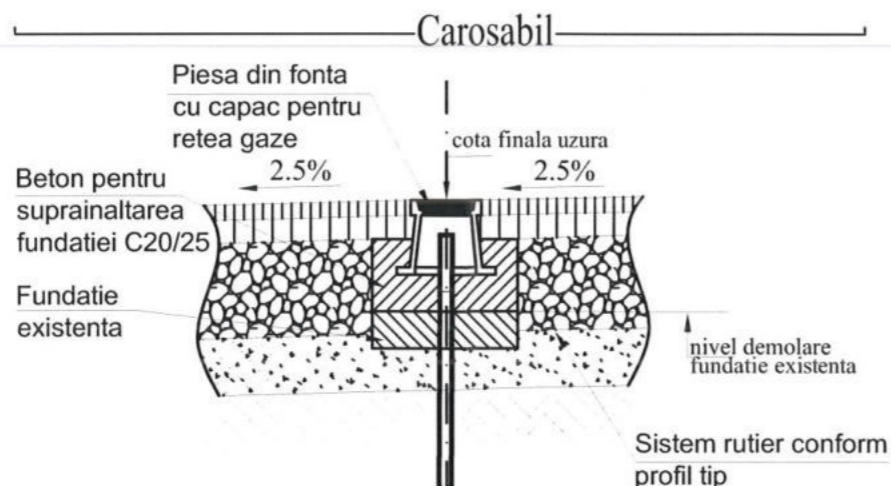 Carosabil
Piesa din fonta
cu capac pentru
retea gaze
cota finala uzura
2.5%
2.5%
Beton pentru
suprainaltarea
fundatiei C20/25
Fundatie
existenta
nivel demolare
fundatie existenta
Sistem rutier conform
profil tip